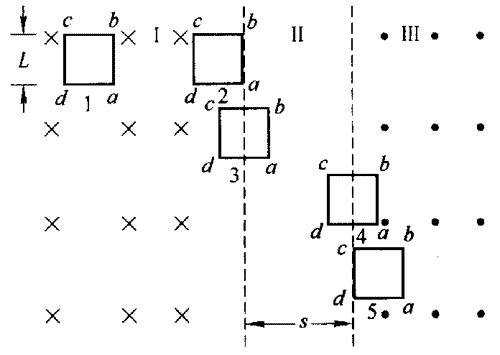 c b c b
I II III
L
d 1 a d 2 a
c b
d 3 a
c b
d 4 a
c b
d 5 a
s